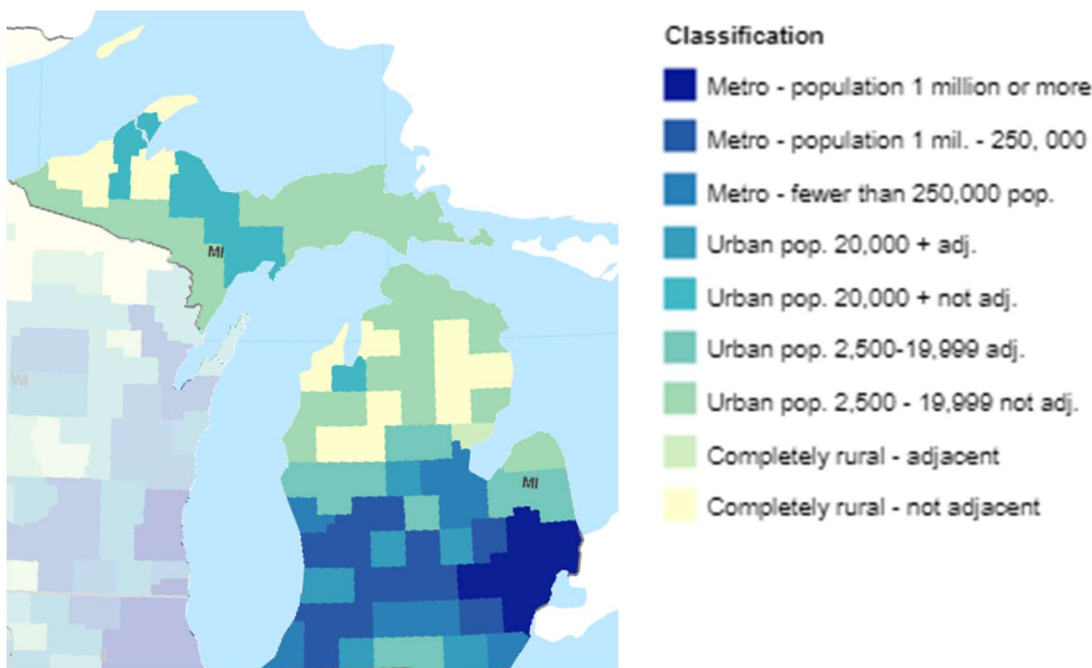 Classification
Metro - population 1 million or more
Metro - population 1 mil. - 250, 000
Metro - fewer than 250,000 pop.
Urban pop. 20,000 + adj.
MI
Urban pop. 20,000 + not adj.
Urban pop. 2,500-19,999 adj.
WI
Urban pop. 2,500 - 19,999 not adj.
Completely rural - adjacent
MI
Completely rural - not adjacent